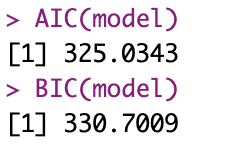 > AIC(model)
[1] 325.0343
> BIC(model)
[1] 330.7009